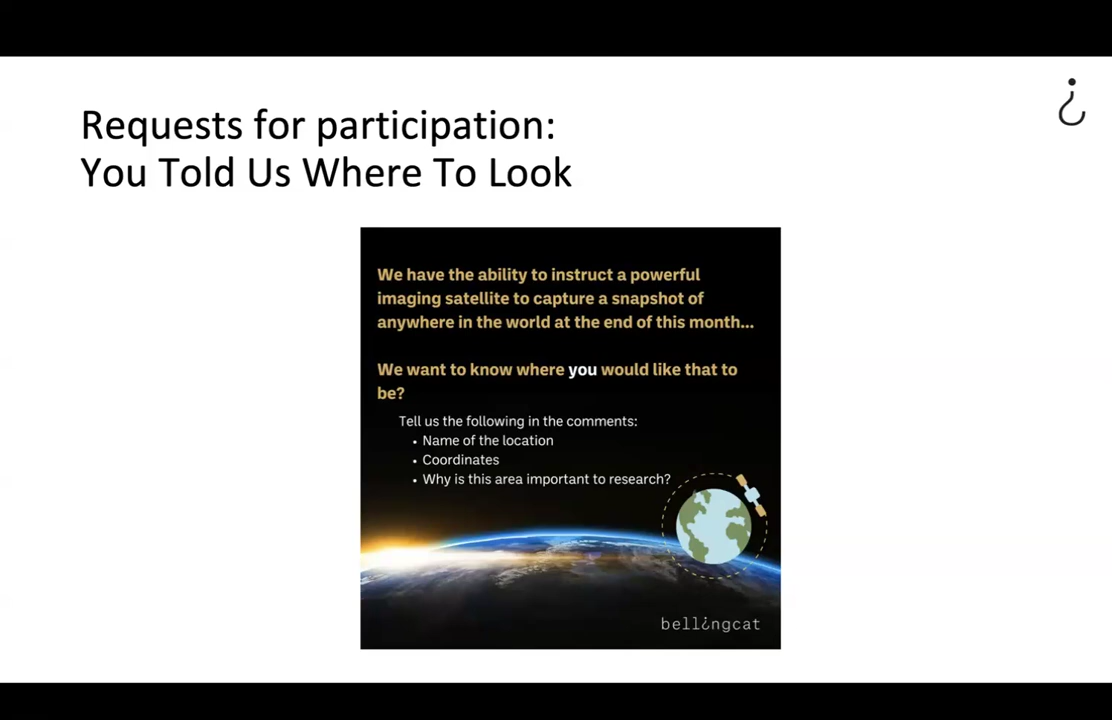 Requests for participation:
You Told Us Where To Look
We have the ability to instruct a powerful
imaging satellite to capture a snapshot of
anywhere in the world at the end of this month...
We want to know where you would like that to
be?
Tell us the following in the comments:
• Name of the location
• Coordinates
• Why is this area important to research?
bell¿ngcat